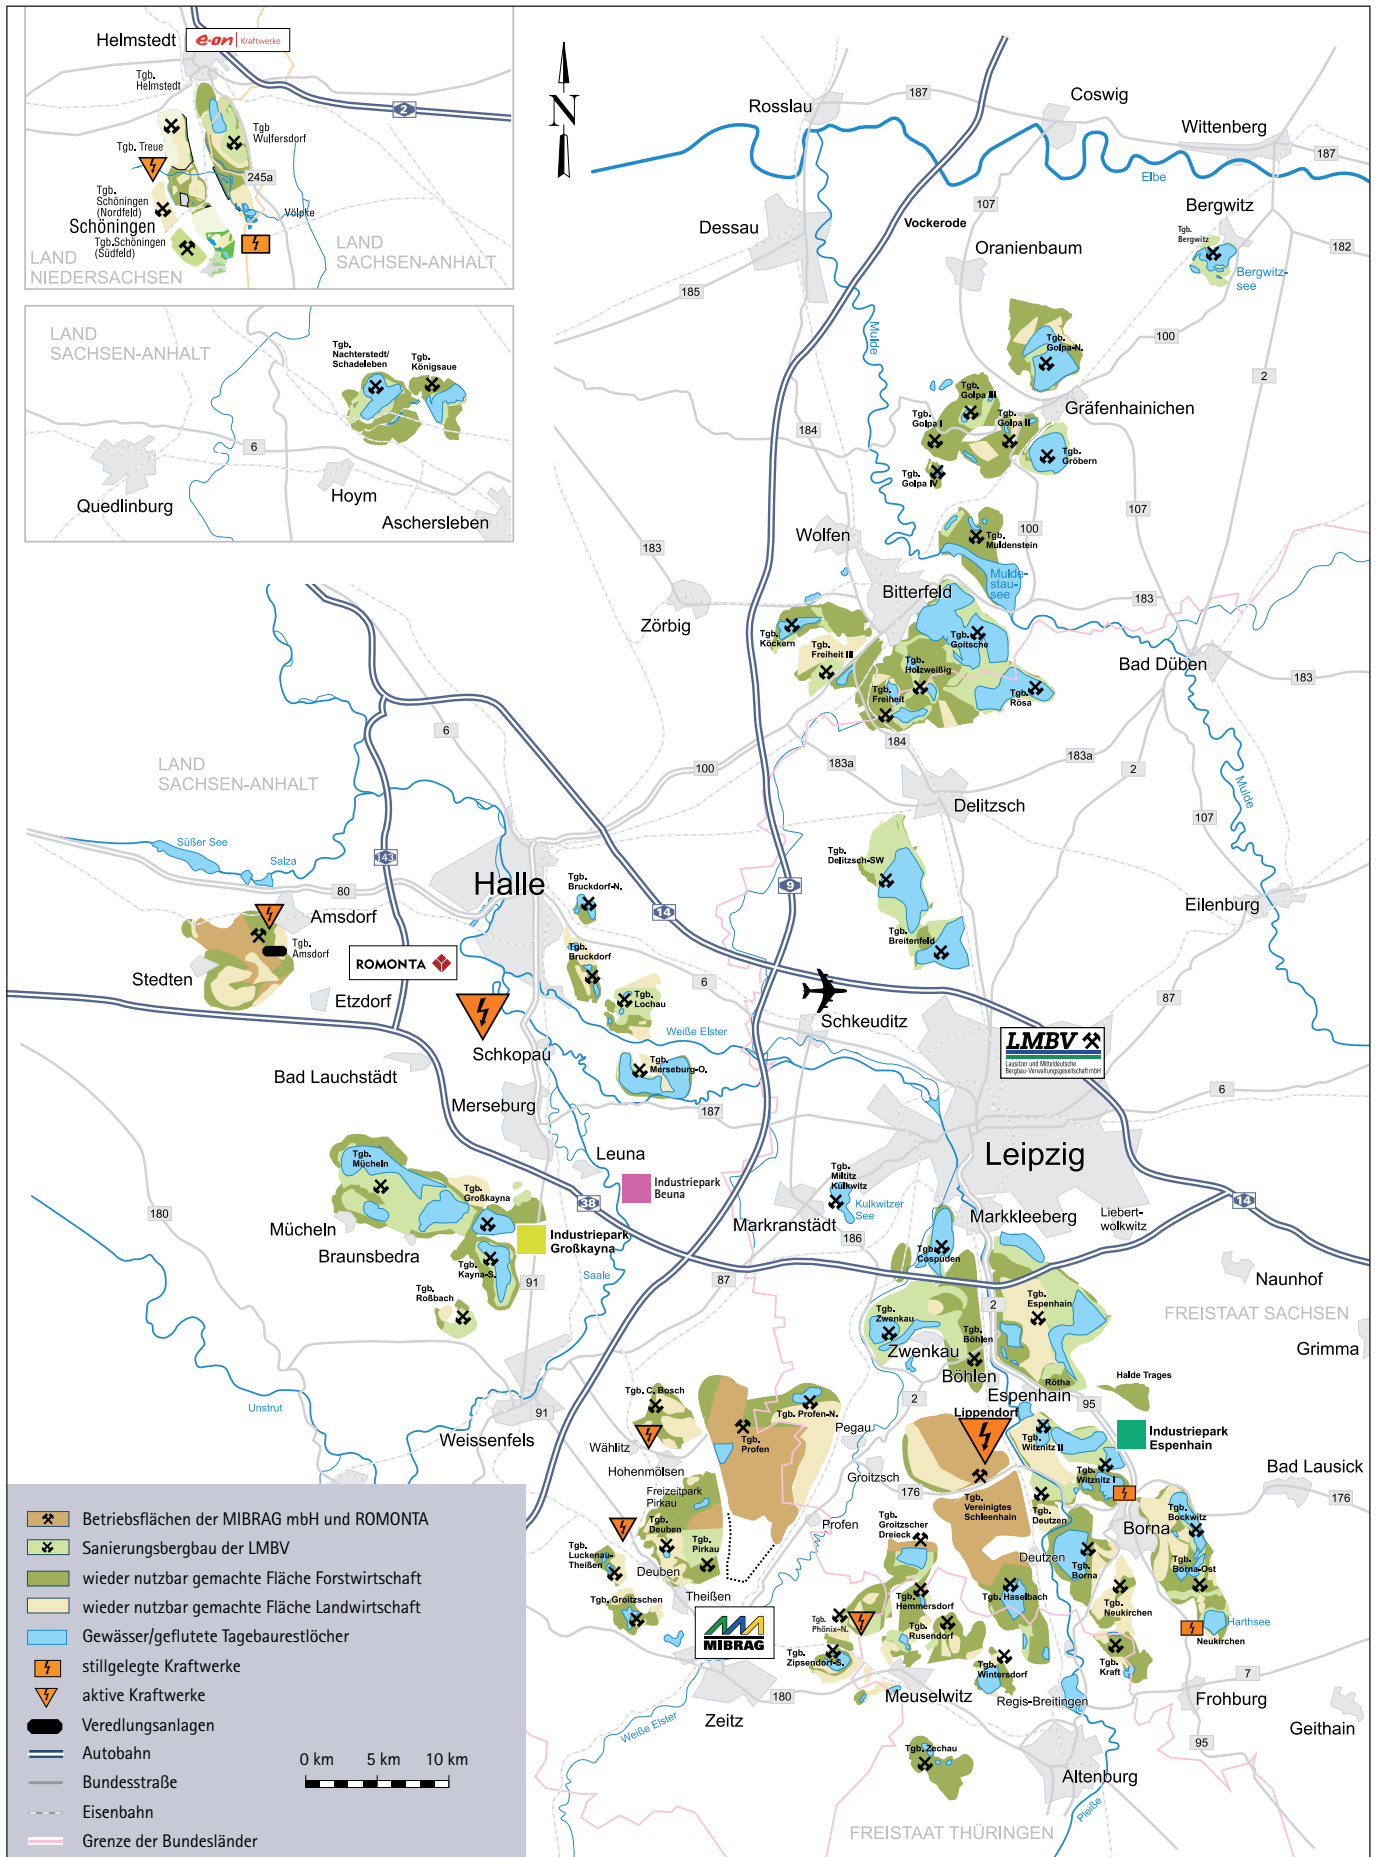 Helmstedt
e·on | Kraftwerke
Tgb.
Helmstedt
2
Tgb
Wulfersdorf
Tgb. Treue
245a
Tgb.
Schöningen
(Nordfeld)
Völpke
Schöningen
Tgb.Schöningen
(Südfeld)
LAND
NIEDERSACHSEN
LAND
SACHSEN-ANHALT
LAND
SACHSEN-ANHALT
Tgb.
Nachterstedt/
Schadeleben
Tgb.
Königsaue
6
Quedlinburg
Hoym
Aschersleben
N
Rosslau
187
Coswig
Wittenberg
187
Elbe
107
Bergwitz
Vockerode
Dessau
Tgb.
Bergwitz
182
Oranienbaum
Bergwitz-
see
185
Mulde
100
Tgb.
Golpa-N.
2
Tgb.
Golpa III
Gräfenhainichen
Tgb.
Golpa I
Tgb.
Golpa II
184
Tgb.
Gröbern
Tgb.
Golpa IV
107
100
Wolfen
Tgb.
Muldenstein
183
Mulde-
stau-
see
Bitterfeld
183
Zörbig
Tgb.
Köckern
Tgb.
Goitsche
Tgb.
Freiheit III
Bad Düben
Tgb.
Holzweißig
183
Tgb.
Freiheit
Tgb.
Rösa
6
184
LAND
SACHSEN-ANHALT
100
183a
183a
2
Delitzsch
Mulde
107
Süßer See
Salza
143
Tgb.
Delitzsch-SW
80
Halle
Tgb.
Bruckdorf-N.
9
14
Eilenburg
Amsdorf
Tgb.
Amsdorf
Tgb.
Breitenfeld
Stedten
ROMONTA
Tgb.
Bruckdorf
6
Etzdorf
Tgb.
Lochau
87
Schkeuditz
Weiße Elster
LMBV
Lausitzer und Mitteldeutsche
Bergbau-Verwaltungsgesellschaft mbH
Schkopau
Bad Lauchstädt
Tgb.
Merseburg-O.
6
Merseburg
187
Leipzig
Tgb.
Mücheln
Leuna
Industriepark
Beuna
Tgb.
Miltitz
Kulkwitz
Tgb.
Großkayna
38
Kulkwitzer
See
14
180
Mücheln
Markranstädt
Markkleeberg
Liebert-
wolkwitz
Braunsbedra
Industriepark
Großkayna
186
Tgb.
Cospuden
Tgb.
Kayna-S.
Saale
91
87
Naunhof
Tgb.
Roßbach
2
Tgb.
Espenhain
FREISTAAT SACHSEN
Tgb.
Zwenkau
Tgb.
Böhlen
Grimma
Zwenkau
Böhlen
Rötha
Halde Trages
Espenhain
Unstrut
Tgb. C. Bosch
2
95
91
Tgb. Profen-N.
Lippendorf
Industriepark
Espenhain
Weissenfels
Wählitz
Tgb.
Profen
Pegau
Tgb.
Witznitz II
Hohenmölsen
Groitzsch
Tgb.
Witznitz I
Bad Lausick
Freizeitpark
Pirkau
176
176
Tgb.
Vereinigtes
Schleenhain
Tgb.
Deutzen
Tgb.
Bockwitz
Profen
Tgb.
Groitzscher
Dreieck
Borna
Tgb.
Deuben
Tgb.
Pirkau
Tgb.
Luckenau-
Theißen
Deutzen
Deuben
Tgb.
Borna
Tgb.
Borna-Ost
Tgb. Groitzschen
Theißen
Tgb.
Hemmersdorf
Tgb. Haselbach
Tgb.
Neukirchen
Harthsee
MIBRAG
Tgb.
Phönix-N.
Tgb.
Rusendorf
Neukirchen
Tgb.
Zipsendorf-S.
Tgb.
Wintersdorf
Tgb.
Kraft
7
Zeitz
180
Meuselwitz
Regis-Breitingen
Frohburg
Weiße Elster
Geithain
95
Tgb. Zechau
Altenburg
Pleiße
FREISTAAT THÜRINGEN
Betriebsflächen der MIBRAG mbH und ROMONTA
Sanierungsbergbau der LMBV
wieder nutzbar gemachte Fläche Forstwirtschaft
wieder nutzbar gemachte Fläche Landwirtschaft
Gewässer/geflutete Tagebaurestlöcher
stillgelegte Kraftwerke
aktive Kraftwerke
Veredlungsanlagen
Autobahn
Bundesstraße
Eisenbahn
Grenze der Bundesländer
0 km 5 km 10 km